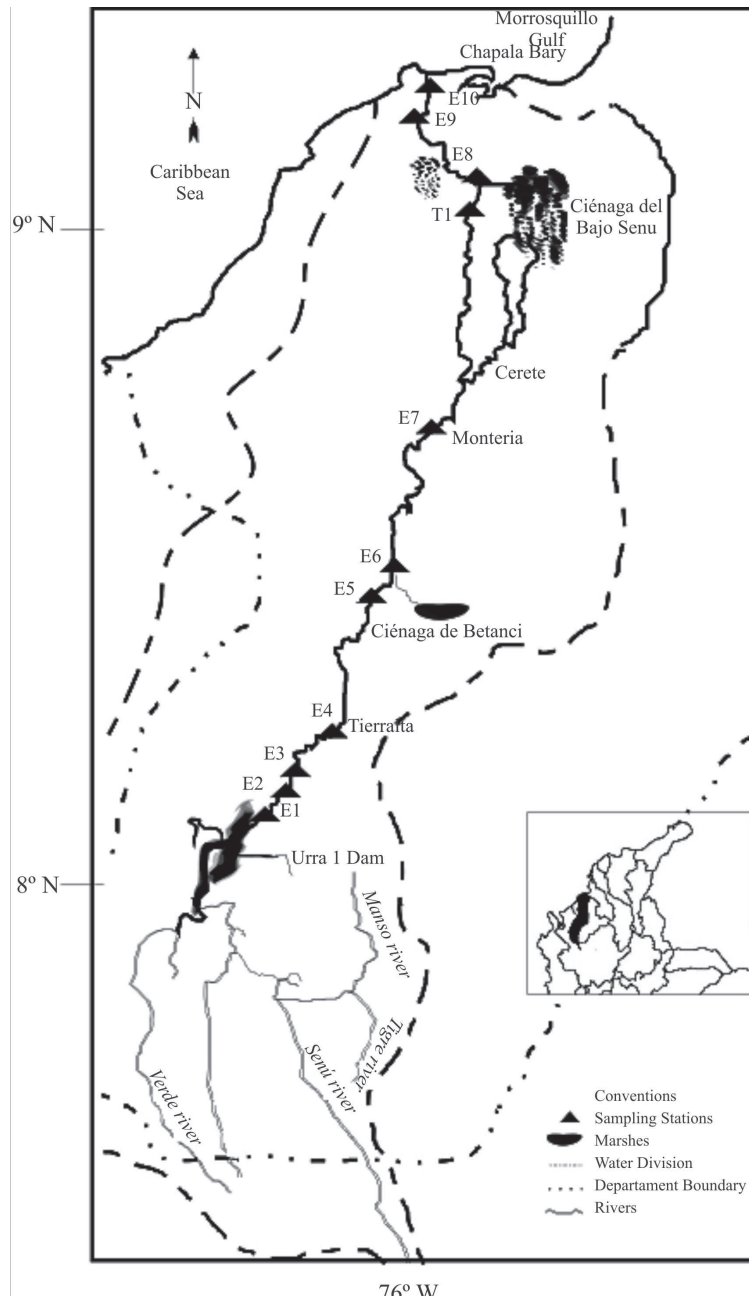 Morrosquillo
Gulf
Chapala Bary
N
E10
E9
Caribbean
Sea
E8
Ciénaga del
Bajo Senu
T1
9º N
Cerete
E7
Monteria
E6
E5
Ciénaga de Betanci
E4
Tierralta
E3
E2
E1
Urra 1 Dam
8º N
Manso river
Tigre river
Senú river
Verde river
Conventions
Sampling Stations
Marshes
Water Division
Departament Boundary
Rivers
76º W